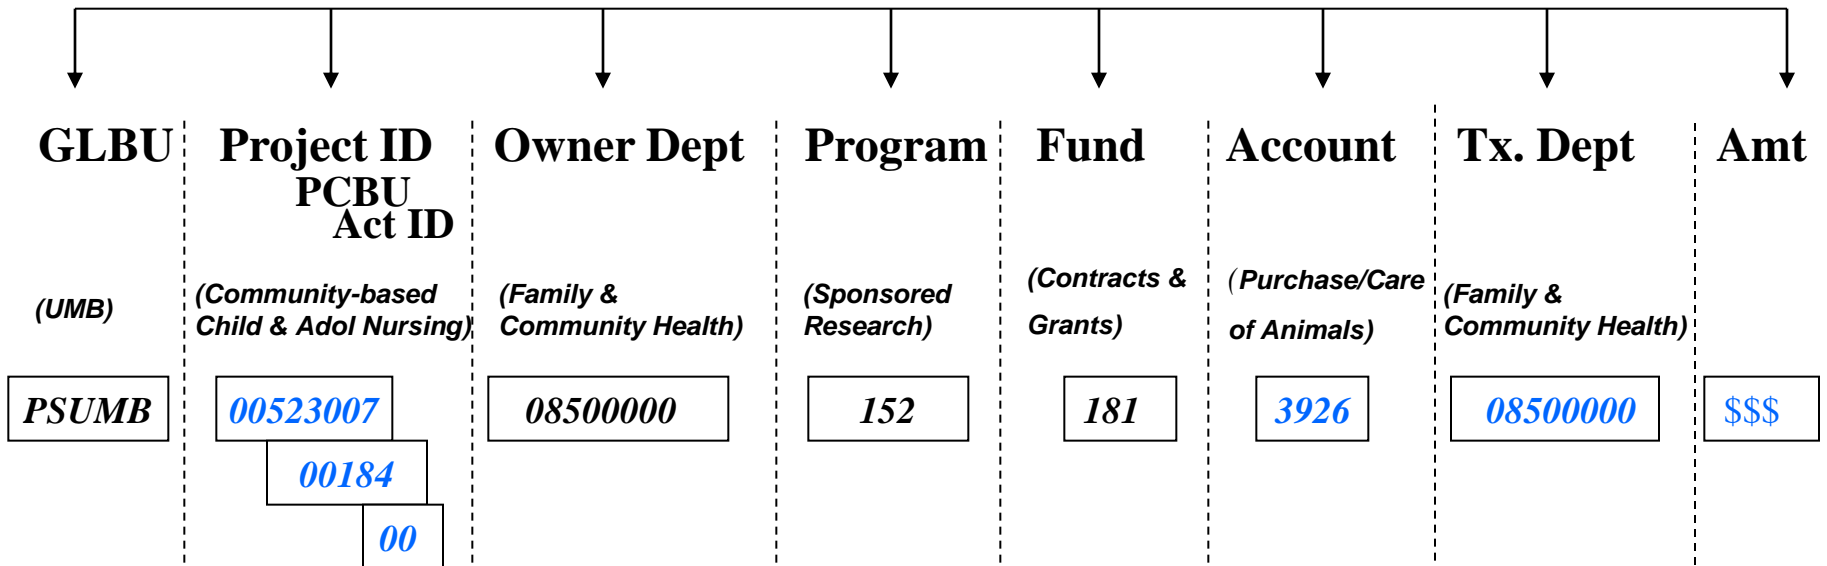 GLBU Project ID Owner Dept Program Fund Account Tx. Dept Amt
PCBU
Act ID
(UMB)
(Community-based
Child & Adol Nursing)
(Family &
Community Health)
(Sponsored
Research)
(Contracts &
Grants)
(Purchase/Care
of Animals)
(Family &
Community Health)
PSUMB 00523007 08500000 152 181 3926 08500000 $$$
00184
00